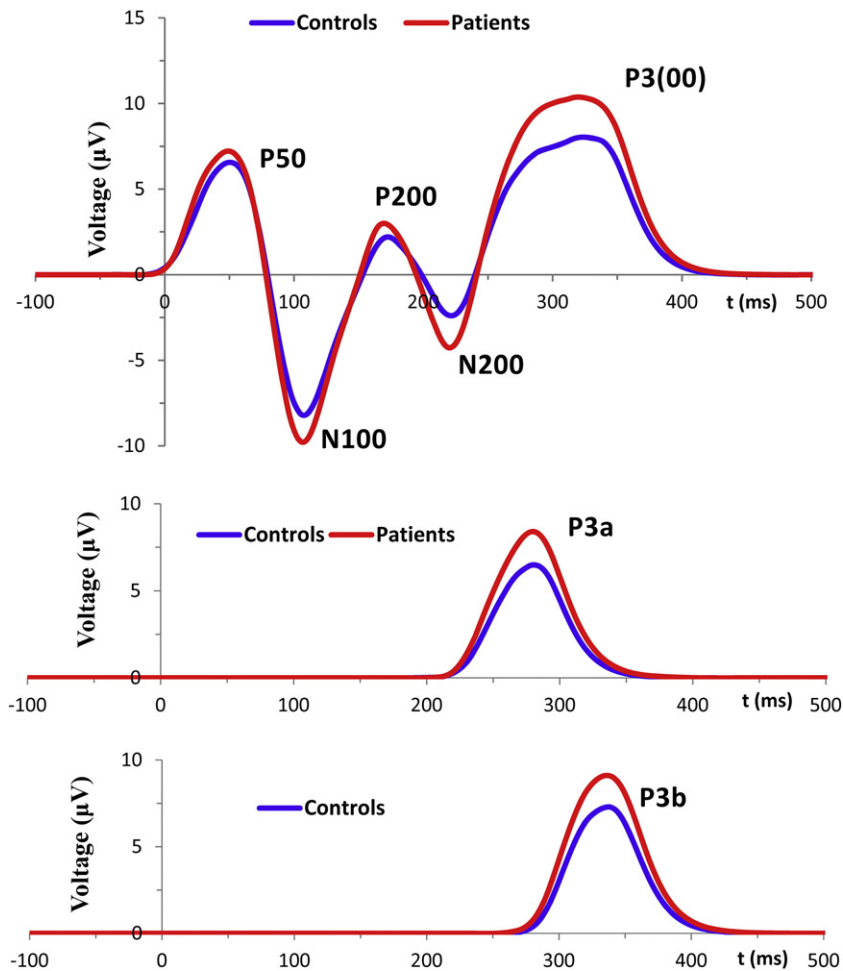 15
Controls Patients
P3(00)
10
Voltage (µV)
P50
5
P200
0
-100 0 100 200 300 400 t (ms) 500
N200
-5
N100
-10
10
Controls Patients
P3a
Voltage (µV)
5
0
-100 0 100 200 300 400 t (ms) 500
10
P3b
Controls
Voltage (µV)
5
0
-100 0 100 200 300 400 t (ms) 500